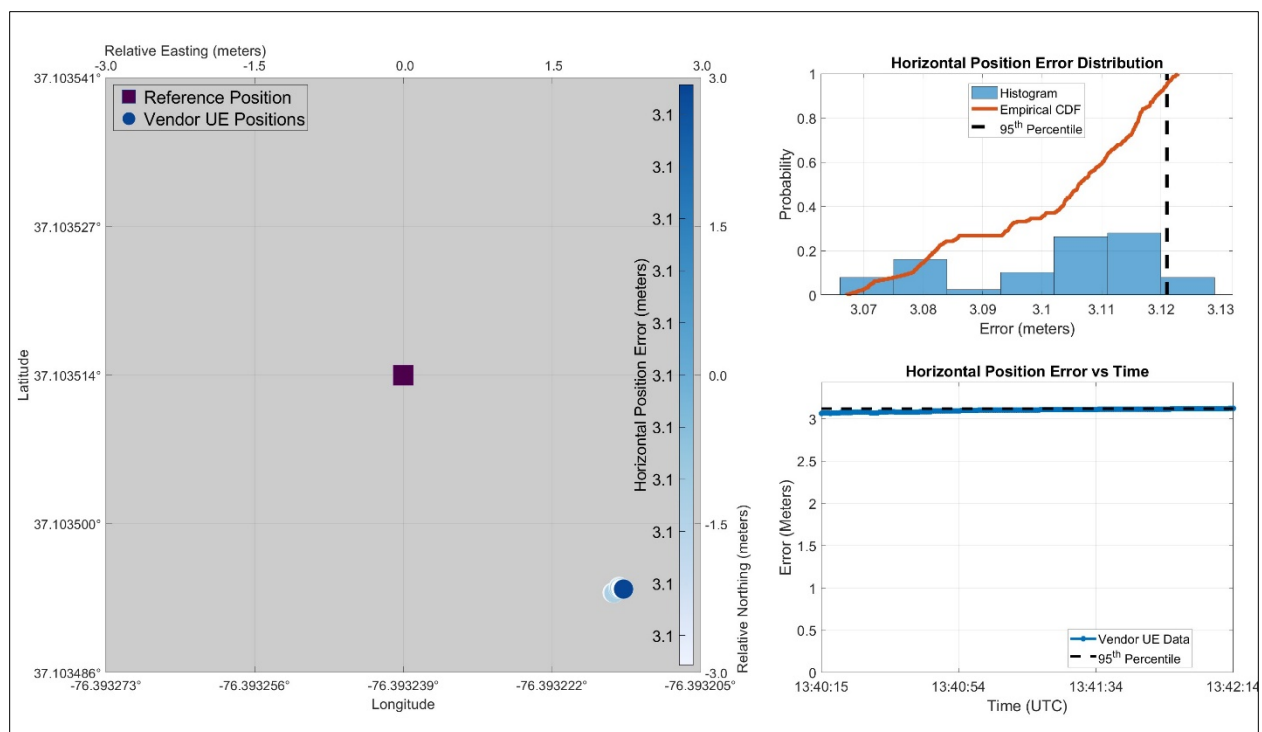 Relative Easting (meters)
-3.0 -1.5 0.0 1.5 3.0
37.103541°
37.103527°
37.103514°
37.103500°
37.103486°
Latitude
Reference Position
Vendor UE Positions
Horizontal Position Error (meters)
3.1
3.1
3.1
3.1
3.1
3.1
3.1
3.1
3.1
3.1
3.1
3.0
1.5
0.0
-1.5
-3.0
Relative Northing (meters)
-76.393273° -76.393256° -76.393239° -76.393222° -76.393205°
Longitude
Horizontal Position Error Distribution
Histogram
Empirical CDF
95th Percentile
1
0.8
0.6
0.4
0.2
0
Probability
3.07 3.08 3.09 3.1 3.11 3.12 3.13
Error (meters)
Horizontal Position Error vs Time
3
2.5
2
1.5
1
0.5
0
Error (Meters)
Vendor UE Data
95th Percentile
13:40:15 13:40:54 13:41:34 13:42:14
Time (UTC)